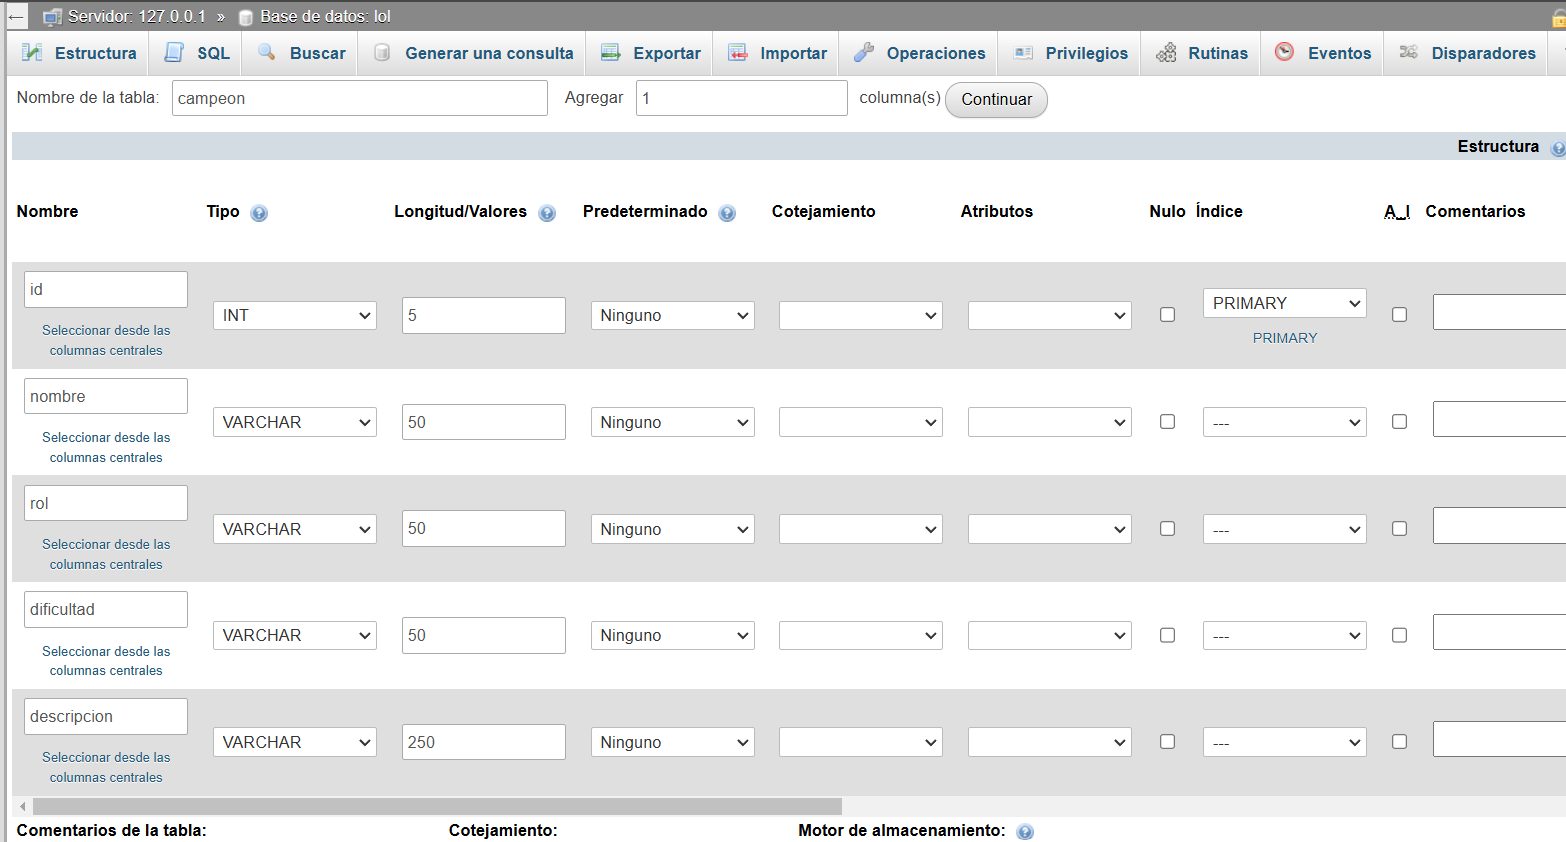 ← Servidor: 127.0.0.1 » Base de datos: lol
Estructura SQL Buscar Generar una consulta Exportar Importar Operaciones Privilegios Rutinas Eventos Disparadores
Nombre de la tabla: campeon Agregar 1 columna(s) Continuar
Estructura
Nombre Tipo Longitud/Valores Predeterminado Cotejamiento Atributos Nulo Índice A_I Comentarios
id
INT 5 Ninguno PRIMARY
Seleccionar desde las
columnas centrales
PRIMARY
nombre
VARCHAR 50 Ninguno ---
Seleccionar desde las
columnas centrales
rol
VARCHAR 50 Ninguno ---
Seleccionar desde las
columnas centrales
dificultad
VARCHAR 50 Ninguno ---
Seleccionar desde las
columnas centrales
descripcion
VARCHAR 250 Ninguno ---
Seleccionar desde las
columnas centrales
Comentarios de la tabla: Cotejamiento: Motor de almacenamiento: